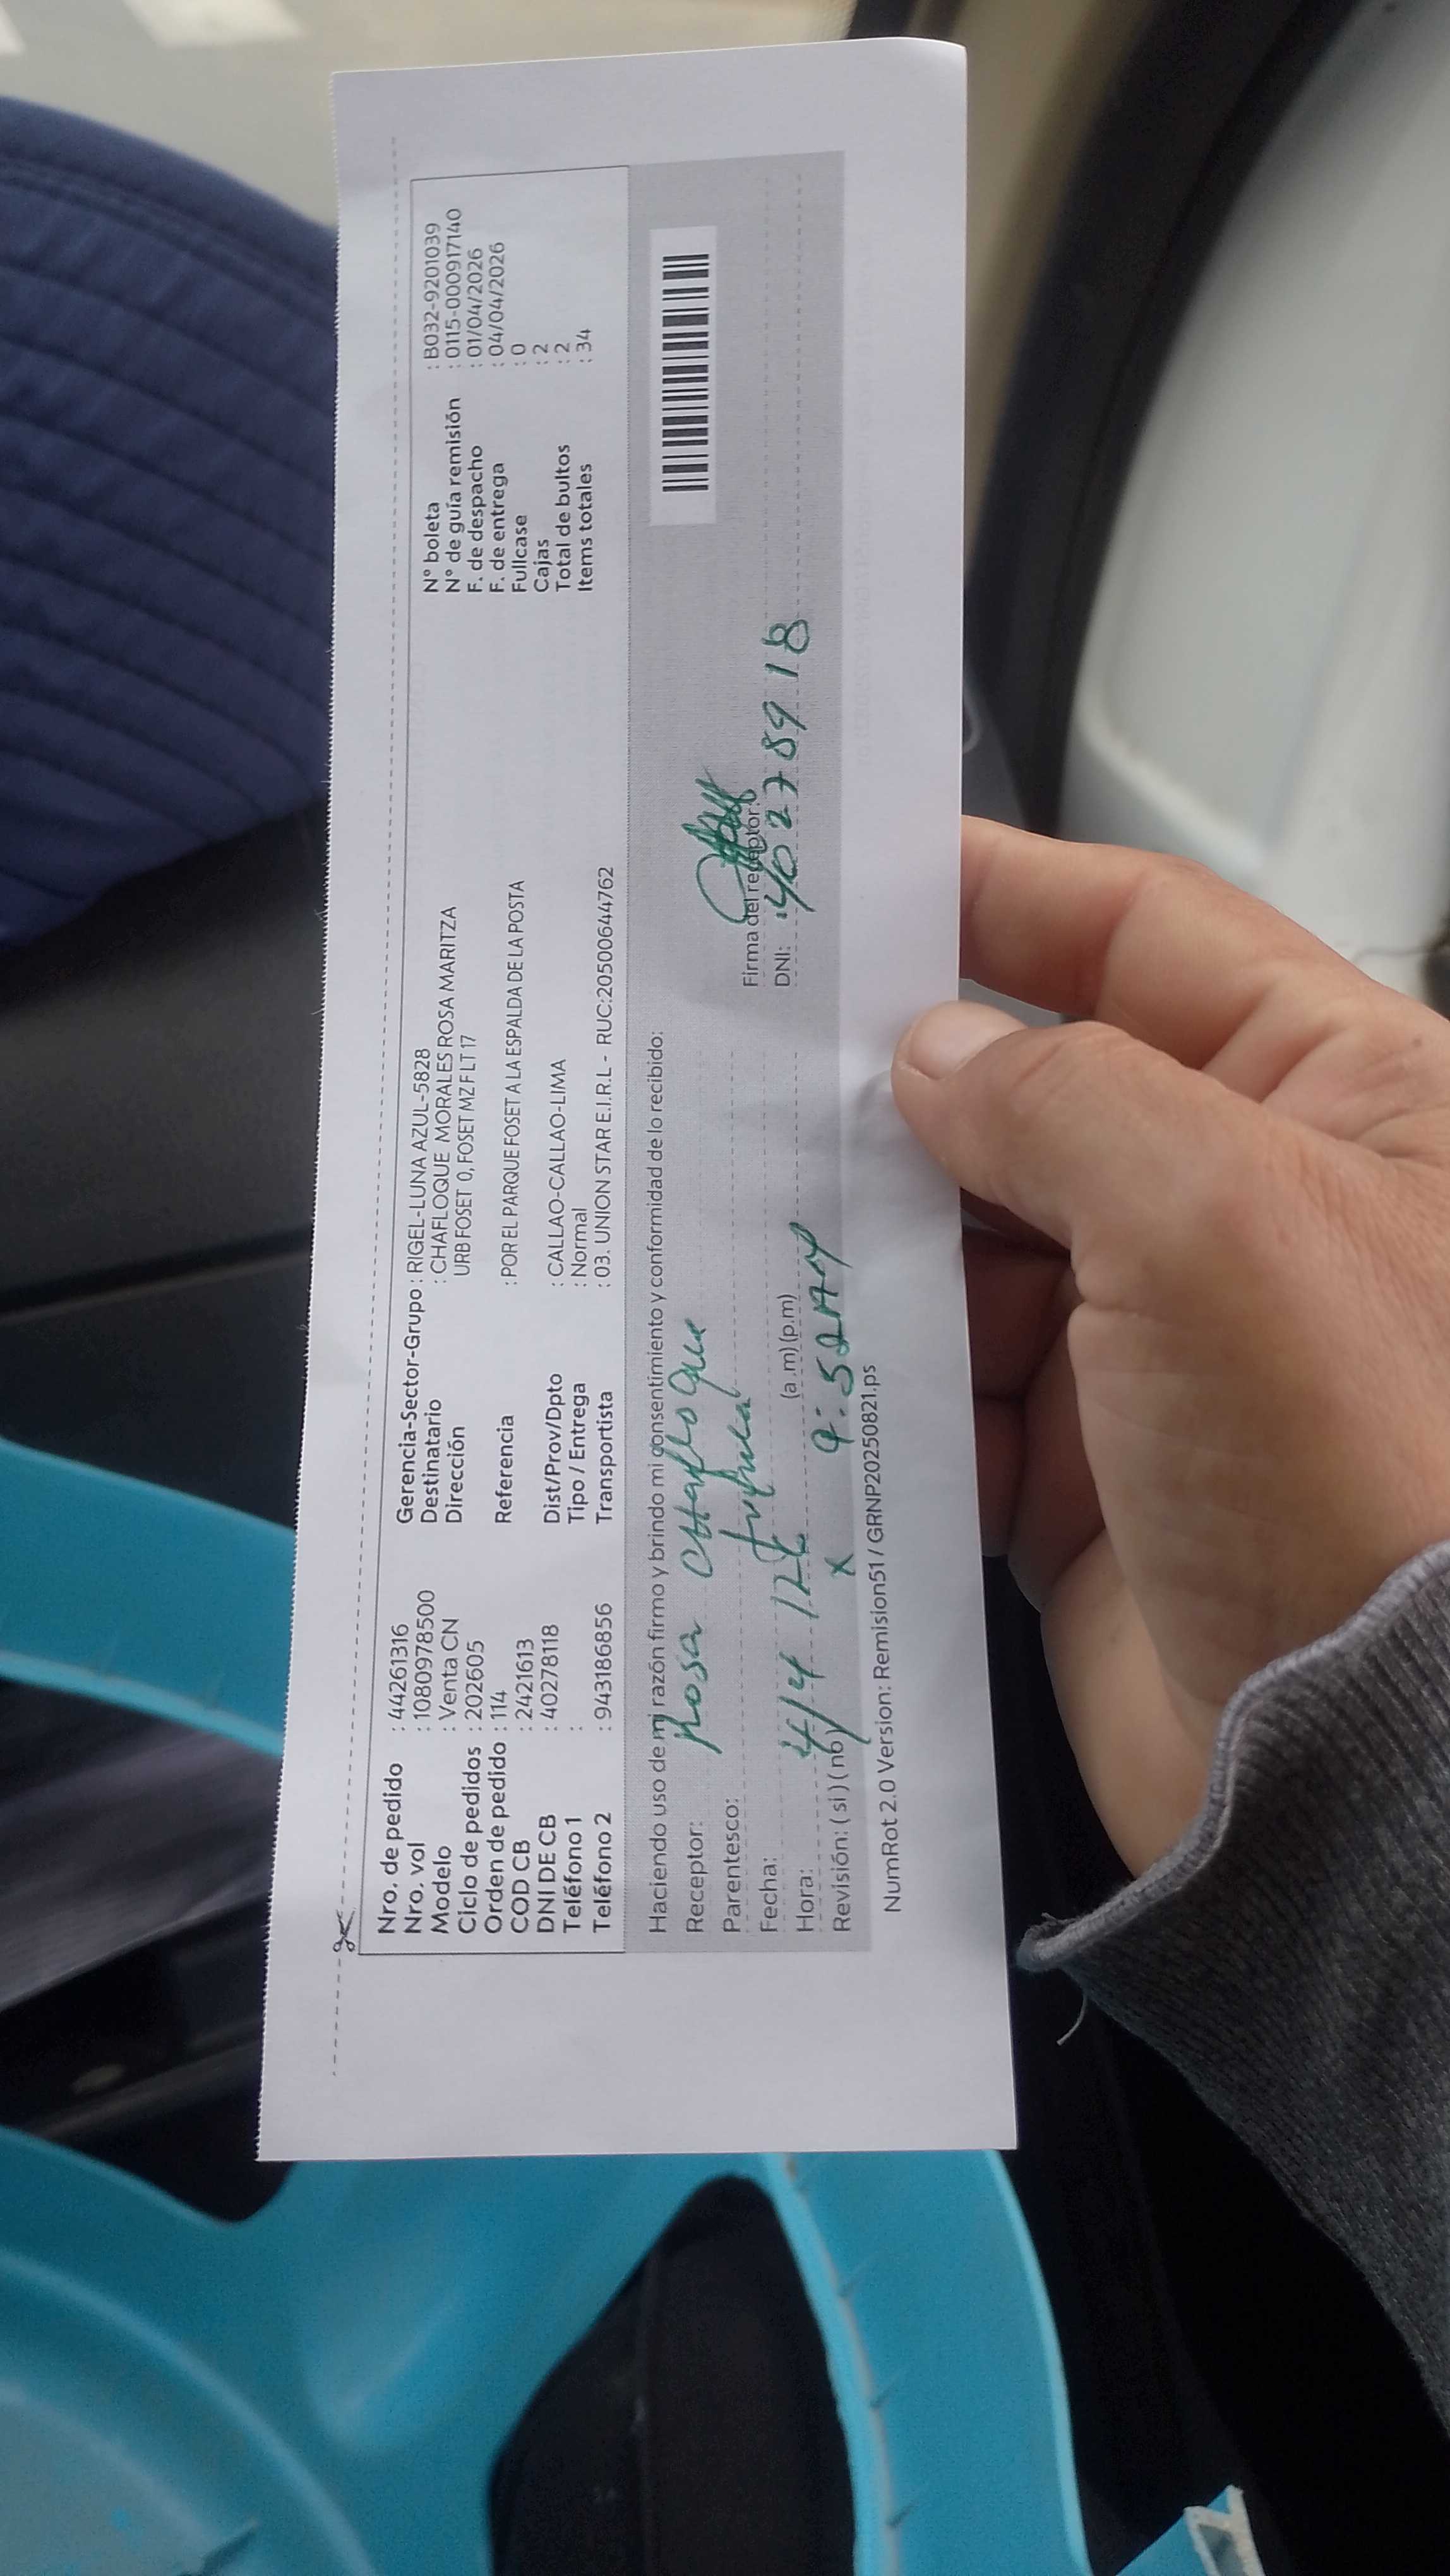 Nro. de pedido : 44261316
Nro. vol : 1080978500
Modelo : Venta CN
Ciclo de pedidos : 202605
Orden de pedido : 114
COD CB : 2421613
DNI DE CB : 40278118
Teléfono 1 :
Teléfono 2 : 943186856
Gerencia-Sector-Grupo : RIGEL-LUNA AZUL-5828
Destinatario : CHAFLOQUE MORALES ROSA MARITZA
Dirección URB FOSET 0, FOSET MZ F LT 17
Referencia : POR EL PARQUE FOSET A LA ESPALDA DE LA POSTA
Dist/Prov/Dpto : CALLAO-CALLAO-LIMA
Tipo / Entrega : Normal
Transportista : 03. UNION STAR E.I.R.L - RUC:20500644762
N° boleta : B032-9201039
N° de guía remisión : 0115-000917140
F. de despacho : 01/04/2026
F. de entrega : 04/04/2026
Fullcase : 0
Cajas : 2
Total de bultos : 2
Items totales : 34
Haciendo uso de mi razón firmo y brindo mi consentimiento y conformidad de lo recibido:
Receptor: Rosa Chafloque
Parentesco:
Firma del receptor:
Fecha:
DNI: 40278918
Hora: (a.m) (p.m)
Revisión: ( si ) ( no ) x 9:52 AM
NumRot 2.0 Version: Remision51 / GRNP20250821.ps